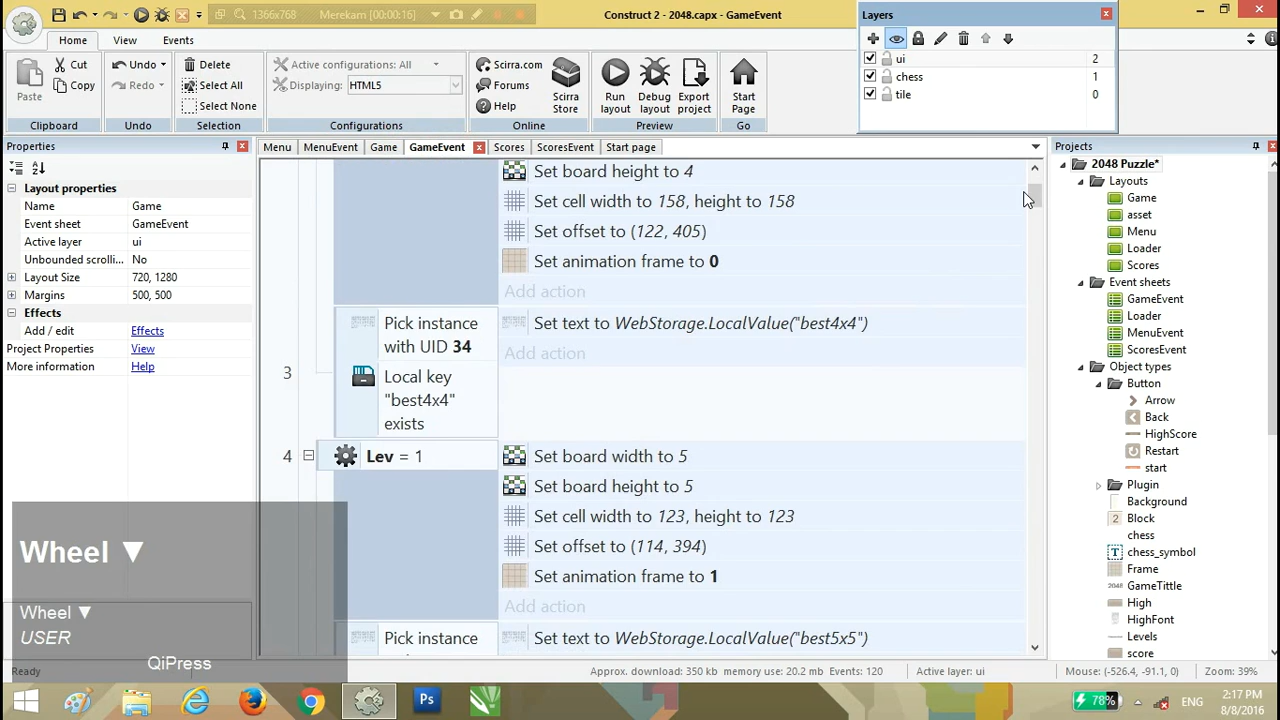 1366x768
Merekam [00:00:15]
Construct 2 - 2048.capx - GameEvent
Layers
ui 2
chess 1
tile 0
Home View Events
Paste
Cut
Copy
Clipboard
Undo
Redo
Undo
Delete
Select All
Select None
Selection
Active configurations: All
Displaying: HTML5
Configurations
Scirra.com
Forums
Help
Scirra Store
Online
Run layout
Debug layout
Export project
Preview
Start Page
Go
Properties
Layout properties
Name Game
Event sheet GameEvent
Active layer ui
Unbounded scrolli... No
Layout Size 720, 1280
Margins 500, 500
Effects
Add / edit Effects
Project Properties View
More information Help
Menu MenuEvent Game GameEvent Scores ScoresEvent Start page
Set board height to 4
Set cell width to 158, height to 158
Set offset to (122, 405)
Set animation frame to 0
Add action
3
Pick instance with UID 34
Local key "best4x4" exists
Set text to WebStorage.LocalValue("best4x4")
Add action
4
Lev = 1
Set board width to 5
Set board height to 5
Set cell width to 123, height to 123
Set offset to (114, 394)
Set animation frame to 1
Add action
Pick instance
Set text to WebStorage.LocalValue("best5x5")
Projects
2048 Puzzle*
Layouts
Game
asset
Menu
Loader
Scores
Event sheets
GameEvent
Loader
MenuEvent
ScoresEvent
Object types
Button
Arrow
Back
HighScore
Restart
start
Plugin
Background
Block
chess
chess_symbol
Frame
GameTittle
High
HighFont
Levels
score
Wheel ▼
Wheel ▼
USER
QiPress
Ready
Approx. download: 350 kb memory use: 20.2 mb Events: 120
Active layer: ui
Mouse: (-526.4, -91.1, 0)
Zoom: 39%
78%
ENG
2:17 PM
8/8/2016